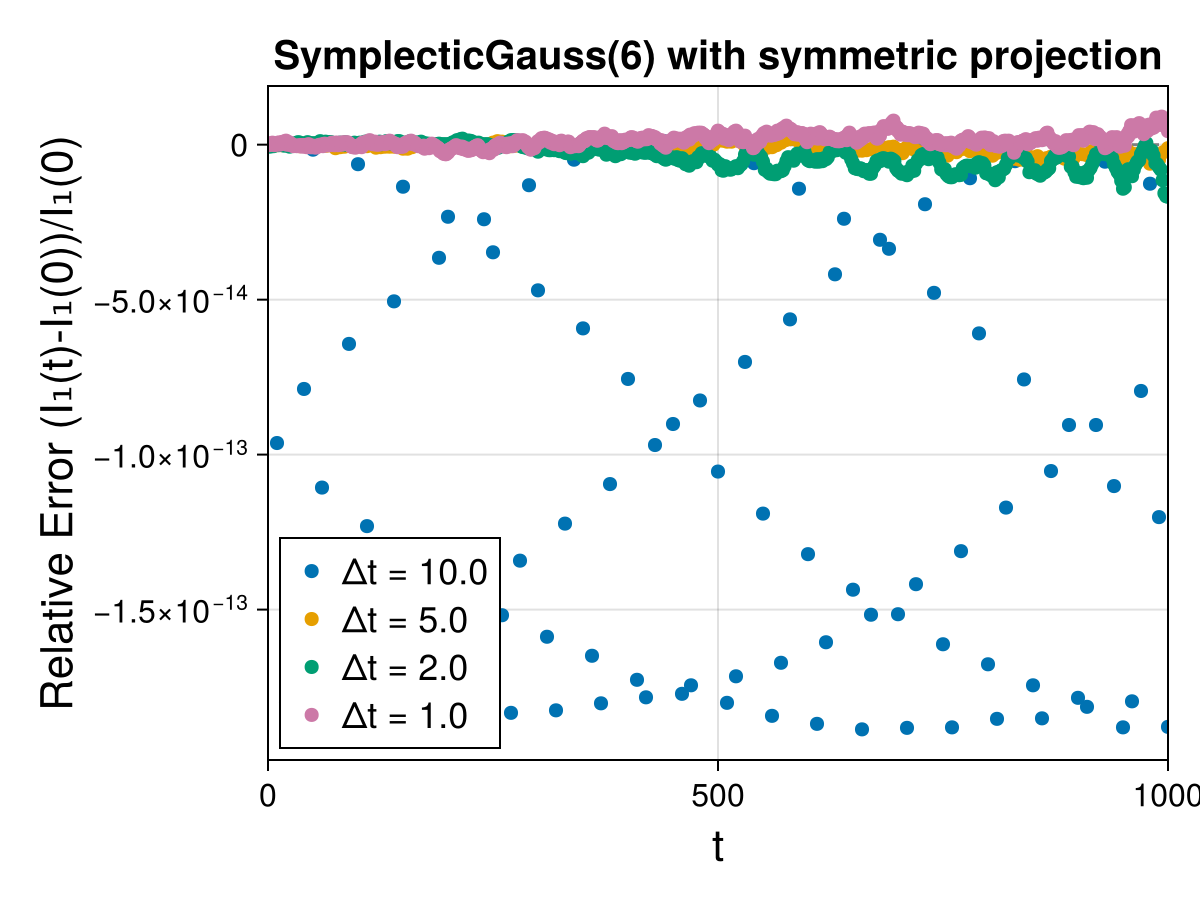 SymplecticGauss(6) with symmetric projection
Relative Error (I₁(t)-I₁(0))/I₁(0)
0
−5.0×10⁻¹⁴
−1.0×10⁻¹³
−1.5×10⁻¹³
Δt = 10.0
Δt = 5.0
Δt = 2.0
Δt = 1.0
0
500
1000
t